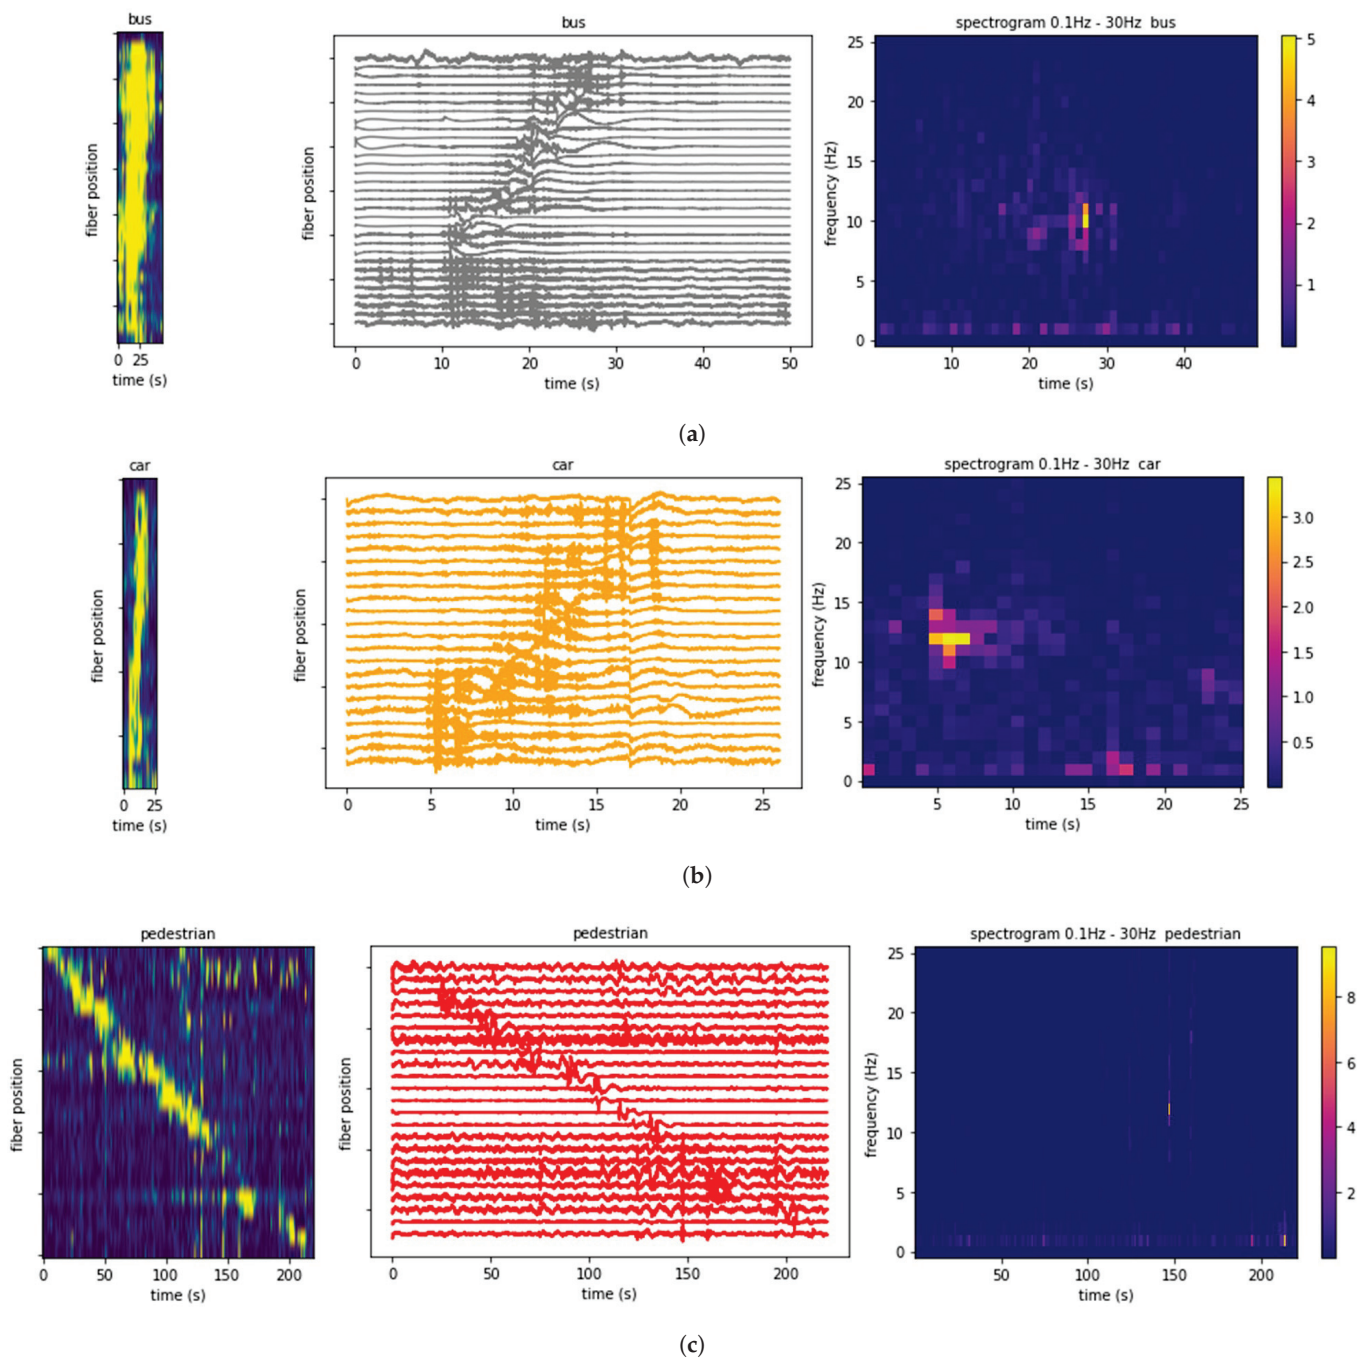 bus
fiber position
0 25
time (s)
bus
fiber position
0 10 20 30 40 50
time (s)
spectrogram 0.1Hz - 30Hz bus
frequency (Hz)
25
20
15
10
5
0
10 20 30 40
time (s)
5
4
3
2
1
(a)
car
fiber position
0 25
time (s)
car
fiber position
0 5 10 15 20 25
time (s)
spectrogram 0.1Hz - 30Hz car
frequency (Hz)
25
20
15
10
5
0
5 10 15 20 25
time (s)
3.0
2.5
2.0
1.5
1.0
0.5
(b)
pedestrian
fiber position
0 50 100 150 200
time (s)
pedestrian
fiber position
0 50 100 150 200
time (s)
spectrogram 0.1Hz - 30Hz pedestrian
frequency (Hz)
25
20
15
10
5
0
50 100 150 200
time (s)
8
6
4
2
(c)